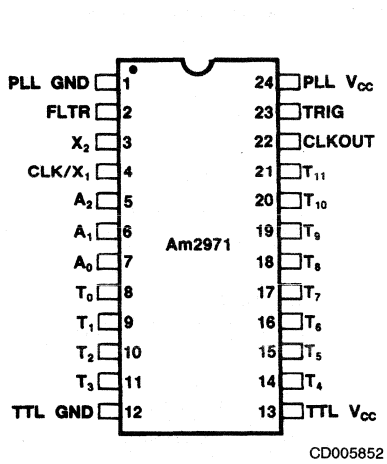 PLL GND 1 24 PLL VCC
FLTR 2 23 TRIG
X2 3 22 CLKOUT
CLK/X1 4 21 T11
A2 5 20 T10
A1 6 19 T9
Am2971
A0 7 18 T8
T0 8 17 T7
T1 9 16 T6
T2 10 15 T5
T3 11 14 T4
TTL GND 12 13 TTL VCC
CD005852